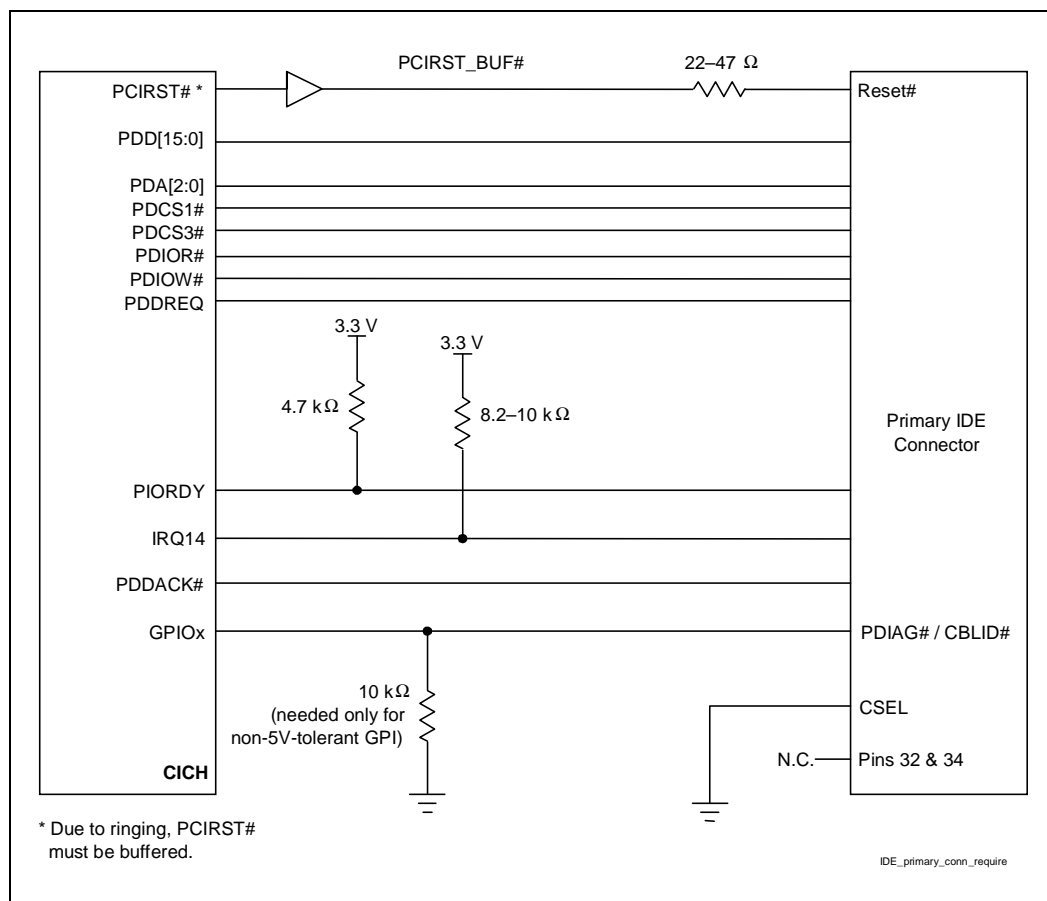 PCIRST_BUF#
22–47 Ω
PCIRST# *
Reset#
PDD[15:0]
PDA[2:0]
PDCS1#
PDCS3#
PDIOR#
PDIOW#
PDDREQ
3.3 V
3.3 V
4.7 kΩ
8.2–10 kΩ
Primary IDE
Connector
PIORDY
IRQ14
PDDACK#
GPIOx
PDIAG# / CBLID#
10 kΩ
(needed only for
non-5V-tolerant GPI)
CSEL
N.C.
Pins 32 & 34
CICH
* Due to ringing, PCIRST#
must be buffered.
IDE_primary_conn_require